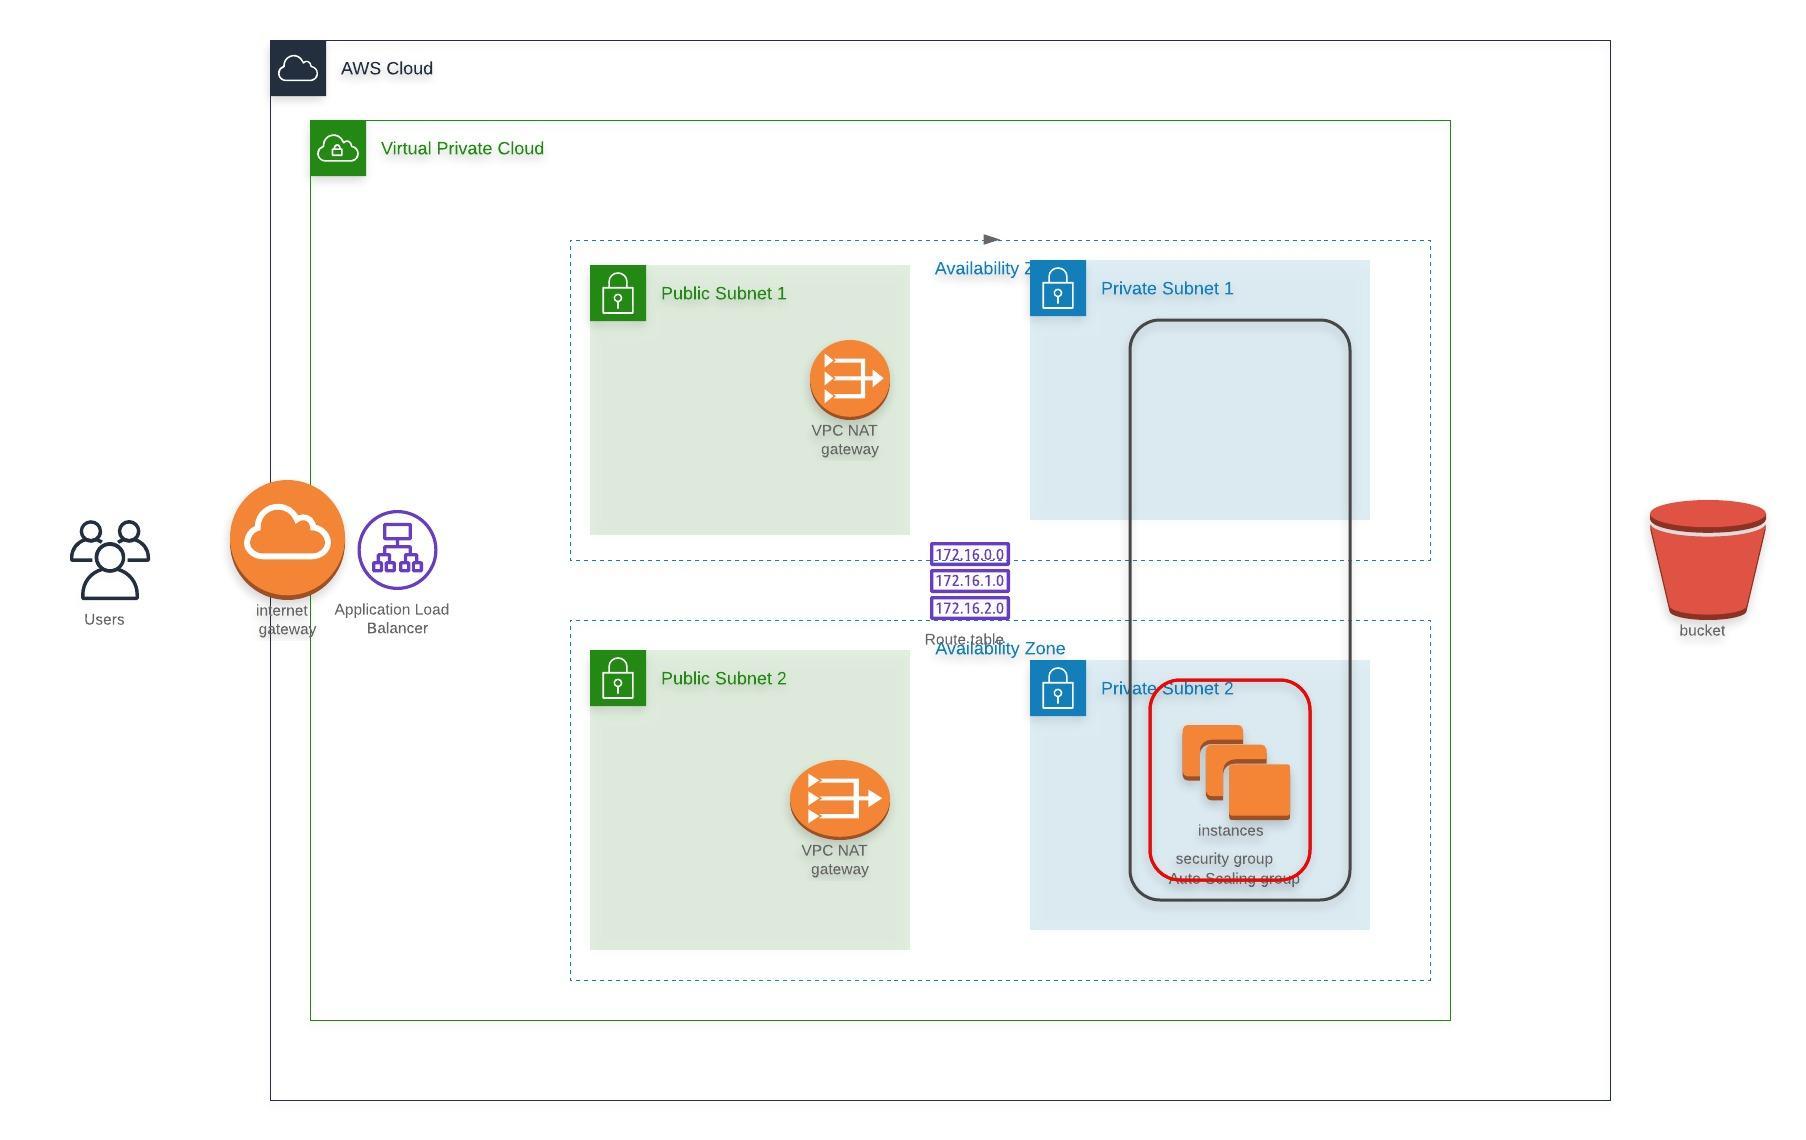 AWS Cloud
Virtual Private Cloud
Availability Z
Public Subnet 1
Private Subnet 1
VPC NAT
gateway
172.16.0.0
172.16.1.0
172.16.2.0
Route table
Availability Zone
Users
internet
gateway
Application Load
Balancer
bucket
Public Subnet 2
Private Subnet 2
VPC NAT
gateway
instances
security group
Auto Scaling group